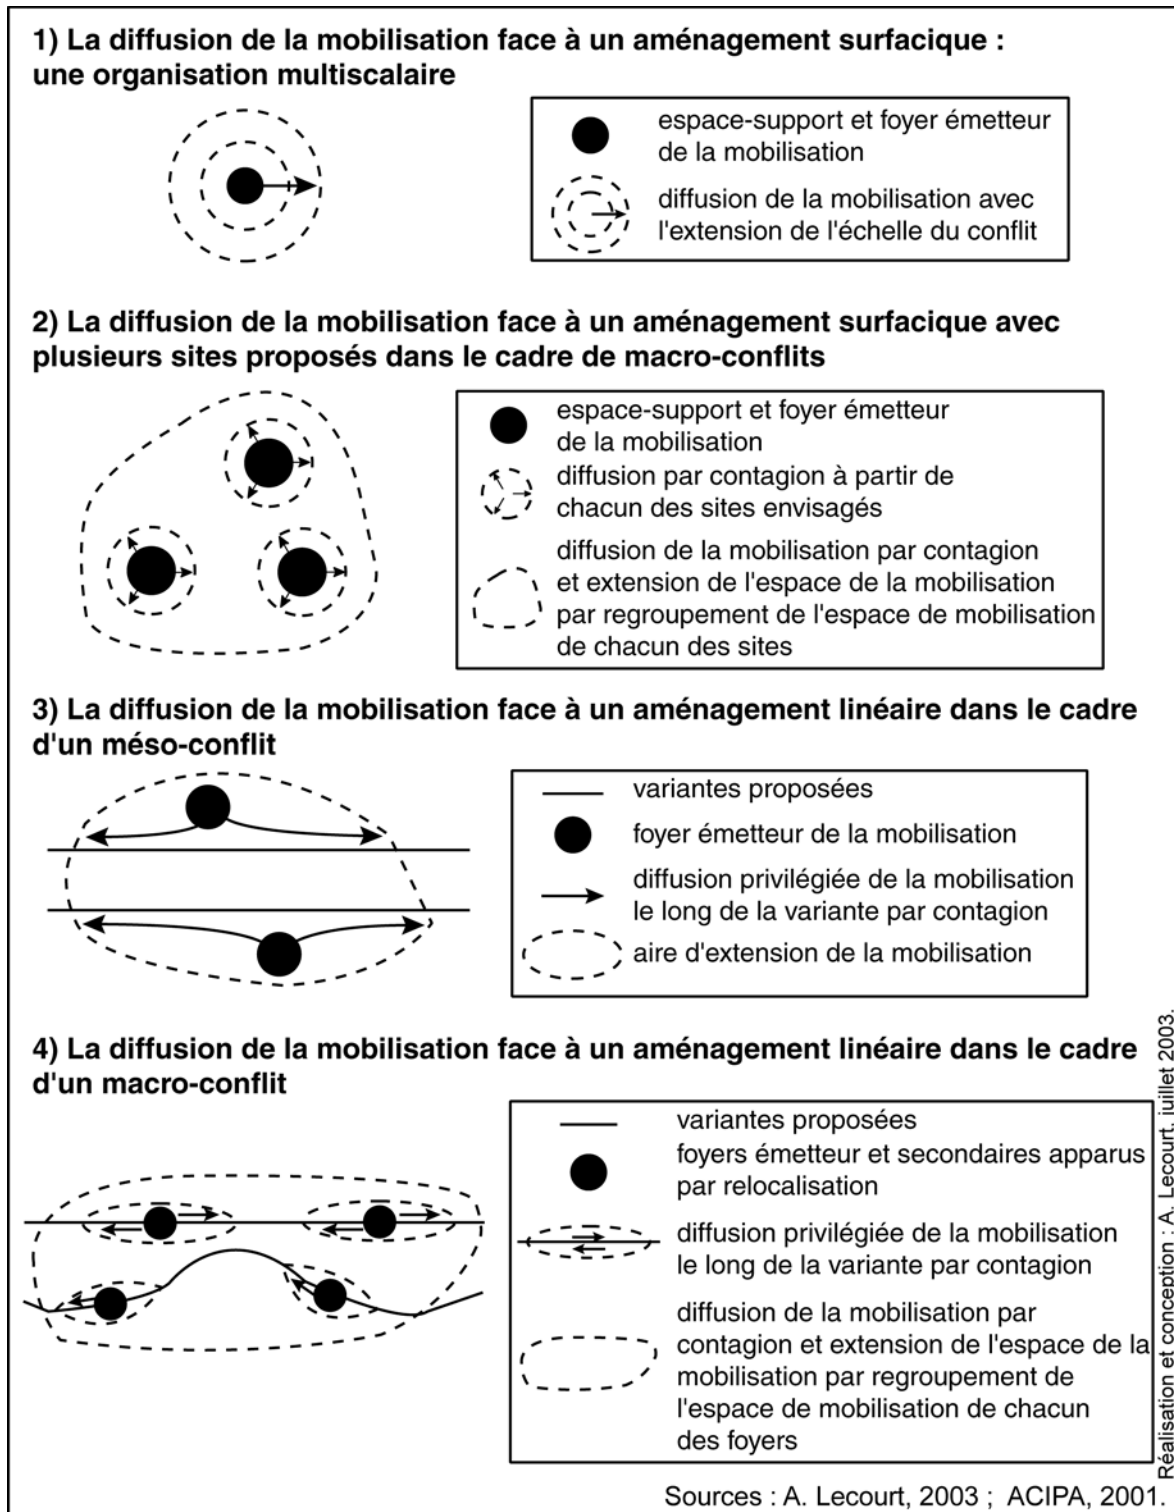 1) La diffusion de la mobilisation face à un aménagement surfacique :
une organisation multiscalaire
espace-support et foyer émetteur
de la mobilisation
diffusion de la mobilisation avec
l'extension de l'échelle du conflit
2) La diffusion de la mobilisation face à un aménagement surfacique avec
plusieurs sites proposés dans le cadre de macro-conflits
espace-support et foyer émetteur
de la mobilisation
diffusion par contagion à partir de
chacun des sites envisagés
diffusion de la mobilisation par contagion
et extension de l'espace de la mobilisation
par regroupement de l'espace de mobilisation
de chacun des sites
3) La diffusion de la mobilisation face à un aménagement linéaire dans le cadre
d'un méso-conflit
variantes proposées
foyer émetteur de la mobilisation
diffusion privilégiée de la mobilisation
le long de la variante par contagion
aire d'extension de la mobilisation
4) La diffusion de la mobilisation face à un aménagement linéaire dans le cadre
d'un macro-conflit
variantes proposées
foyers émetteur et secondaires apparus
par relocalisation
diffusion privilégiée de la mobilisation
le long de la variante par contagion
diffusion de la mobilisation par
contagion et extension de l'espace de la
mobilisation par regroupement de
l'espace de mobilisation de chacun
des foyers
Réalisation et conception : A. Lecourt, juillet 2003.
Sources : A. Lecourt, 2003 ; ACIPA, 2001.